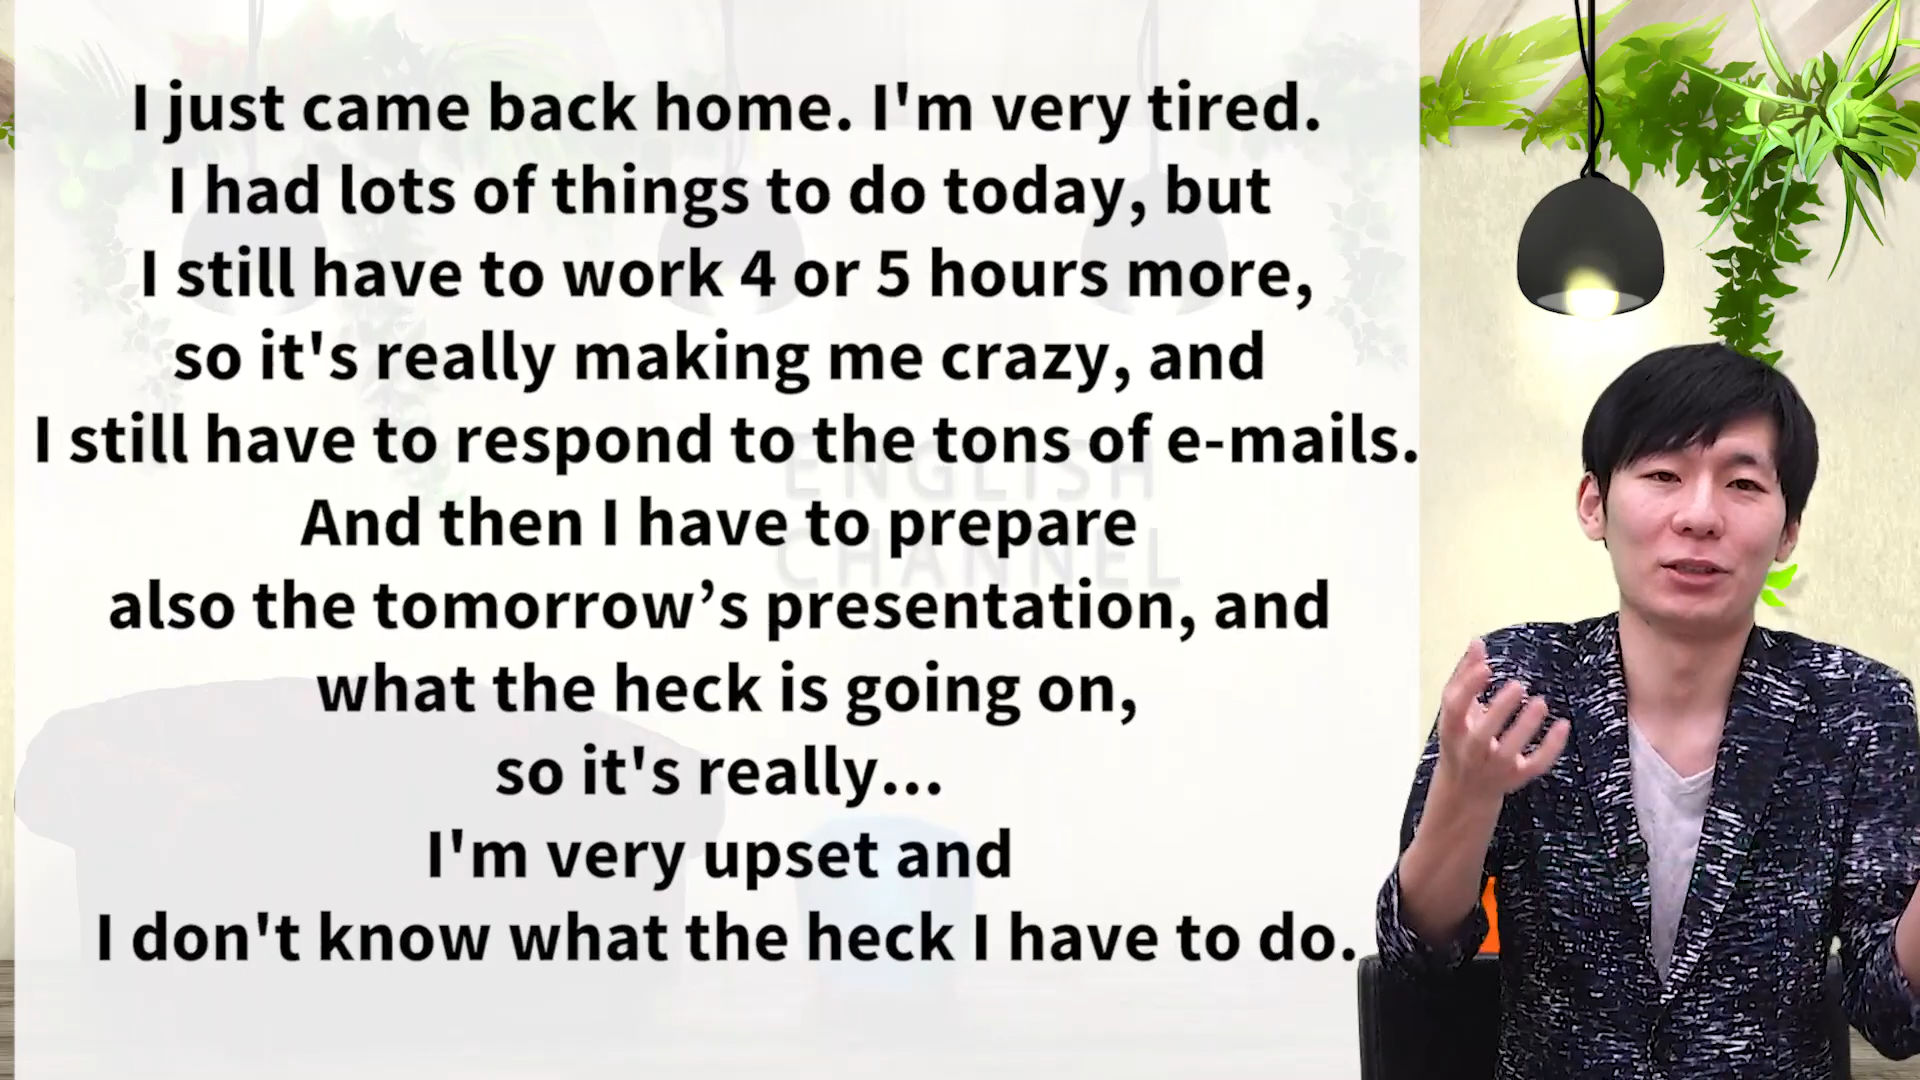 I just came back home. I'm very tired.
I had lots of things to do today, but
I still have to work 4 or 5 hours more,
so it's really making me crazy, and
I still have to respond to the tons of e-mails.
And then I have to prepare
also the tomorrow’s presentation, and
what the heck is going on,
so it's really...
I'm very upset and
I don't know what the heck I have to do.
ENGLISH
CHANNEL